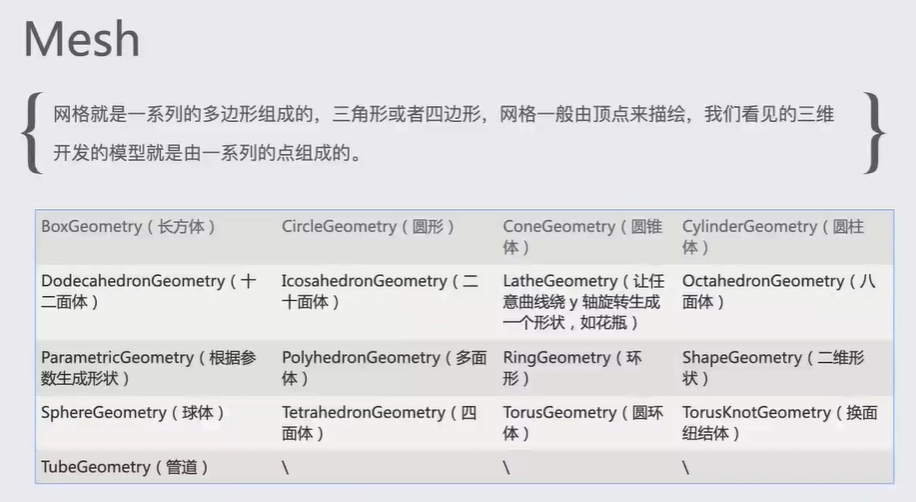 Mesh
网格就是一系列的多边形组成的，三角形或者四边形，网格一般由顶点来描绘，我们看见的三维
开发的模型就是由一系列的点组成的。
BoxGeometry（长方体） CircleGeometry（圆形） ConeGeometry（圆锥 CylinderGeometry（圆柱
体） 体）
DodecahedronGeometry（十 IcosahedronGeometry（二 LatheGeometry（让任 OctahedronGeometry（八
二面体） 十面体） 意曲线绕 y 轴旋转生成 面体）
一个形状，如花瓶）
ParametricGeometry（根据参 PolyhedronGeometry（多面 RingGeometry（环 ShapeGeometry（二维形
数生成形状） 体） 形） 状）
SphereGeometry（球体） TetrahedronGeometry（四 TorusGeometry（圆环 TorusKnotGeometry（换面
面体） 体） 纽结体）
TubeGeometry（管道） \ \ \